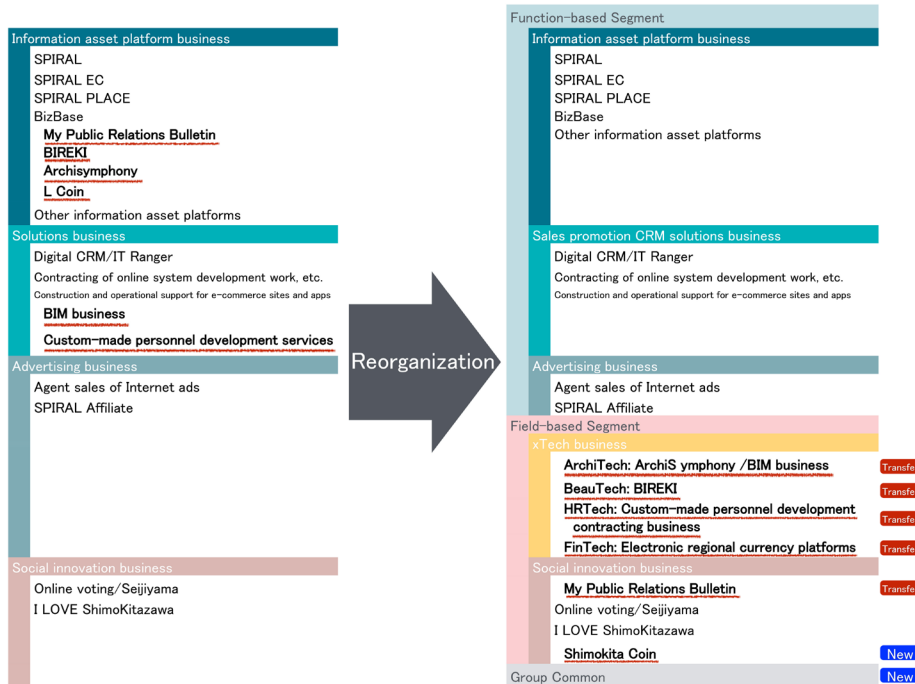 Information asset platform business
SPIRAL
SPIRAL EC
SPIRAL PLACE
BizBase
My Public Relations Bulletin
BIREKI
Archisymphony
L Coin
Other information asset platforms
Solutions business
Digital CRM/IT Ranger
Contracting of online system development work, etc.
Construction and operational support for e-commerce sites and apps
BIM business
Custom-made personnel development services
Advertising business
Agent sales of Internet ads
SPIRAL Affiliate
Social innovation business
Online voting/Seijiyama
I LOVE ShimoKitazawa
Reorganization
Function-based Segment
Information asset platform business
SPIRAL
SPIRAL EC
SPIRAL PLACE
BizBase
Other information asset platforms
Sales promotion CRM solutions business
Digital CRM/IT Ranger
Contracting of online system development work, etc.
Construction and operational support for e-commerce sites and apps
Advertising business
Agent sales of Internet ads
SPIRAL Affiliate
Field-based Segment
xTech business
ArchiTech: ArchiS ymphony /BIM business
Transfe
BeauTech: BIREKI
Transfe
HRTech: Custom-made personnel development
contracting business
Transfe
FinTech: Electronic regional currency platforms
Transfe
Social innovation business
My Public Relations Bulletin
Transfe
Online voting/Seijiyama
I LOVE ShimoKitazawa
Shimokita Coin
New
Group Common
New